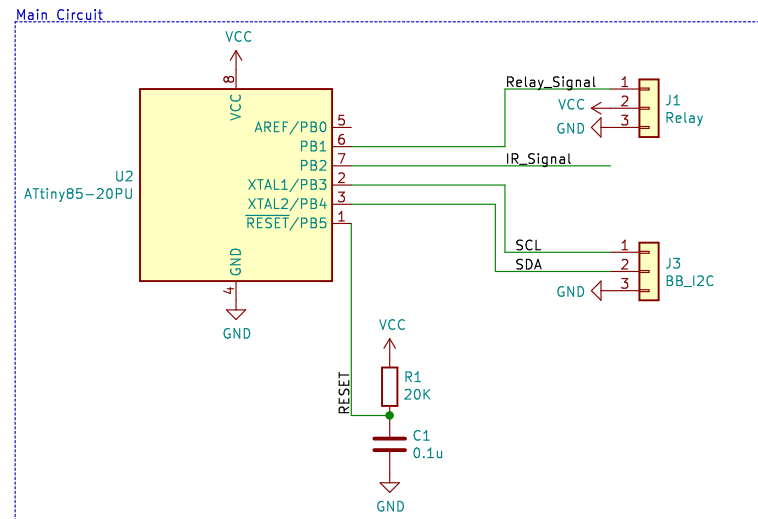 Main Circuit
VCC
8
VCC
AREF/PB0 5
PB1 6
PB2 7
XTAL1/PB3 2
XTAL2/PB4 3
RESET/PB5 1
U2
ATtiny85-20PU
GND
4
GND
Relay_Signal 1
VCC 2
GND 3
J1
Relay
IR_Signal
SCL 1
SDA 2
GND 3
J3
BB_I2C
VCC
RESET
R1
20K
C1
0.1u
GND